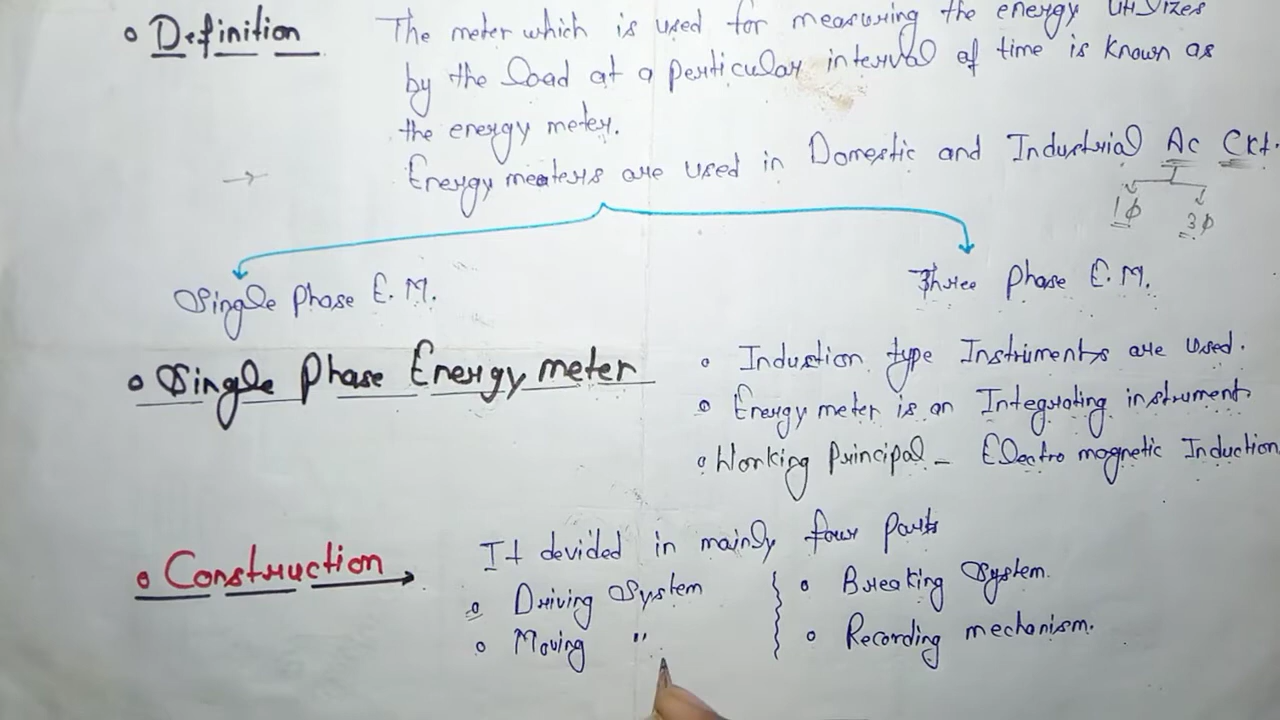 • Definition
The meter which is used for measuring the energy utilizes
by the load at a perticular interval of time is known as
the energy meter.
→ Energy meaters are used in Domestic and Industrial Ac Ckt.
1φ 3φ
Single Phase E.M.
Three Phase E.M.
• Single Phase Energy meter
• Industion type Instruments are used.
• Energy meter is an Integrating instruments
• Working Principal - Electro magnetic Induction
• Construction →
It devided in mainly four parts
• Driving System
• Moving "
• Breaking System.
• Recording mechanism.